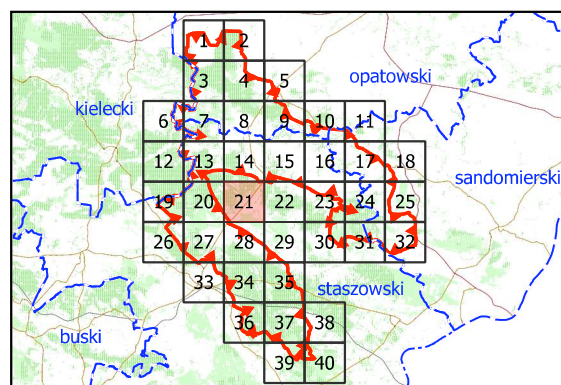 1 2
3 4 5
opatowski
kielecki
6 7 8 9 10 11
12 13 14 15 16 17 18
sandomierski
19 20 21 22 23 24 25
26 27 28 29 30 31 32
33 34 35
staszowski
buski
36 37 38
39 40